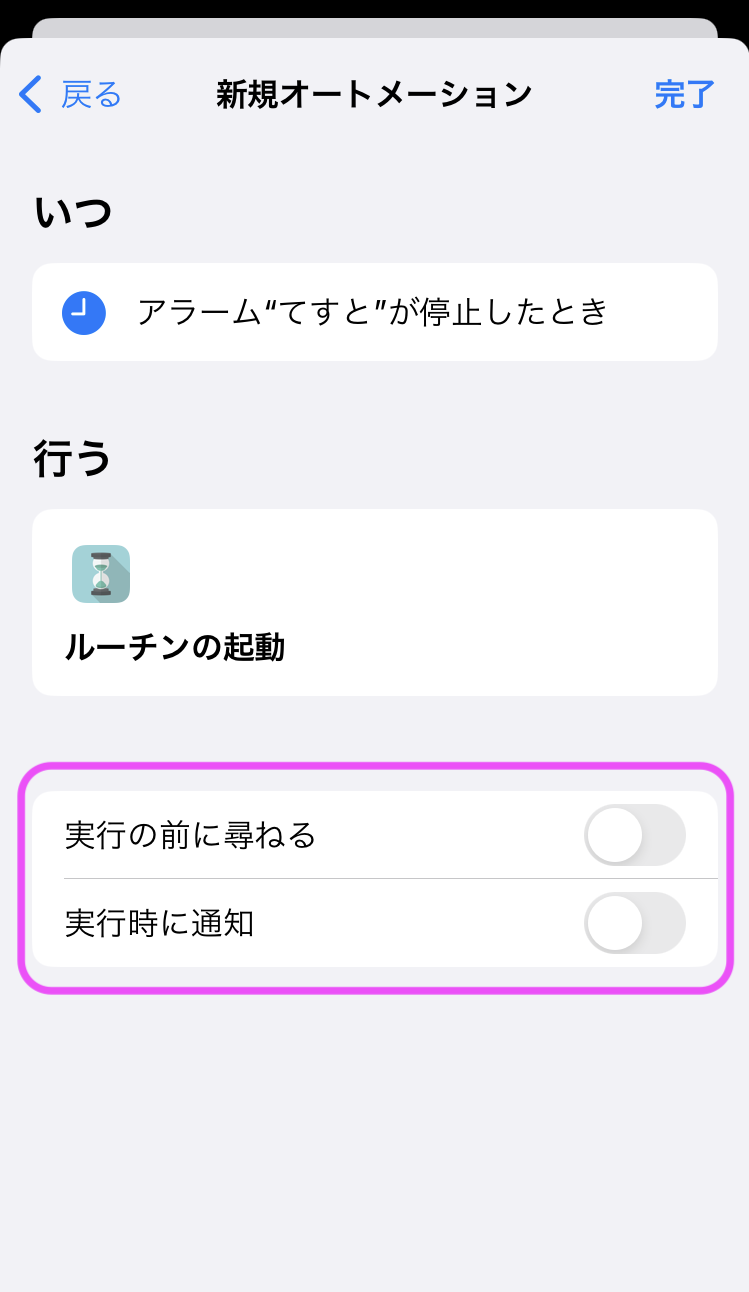 戻る 新規オートメーション 完了
いつ
アラーム“てすと”が停止したとき
行う
ルーチンの起動
実行の前に尋ねる
実行時に通知